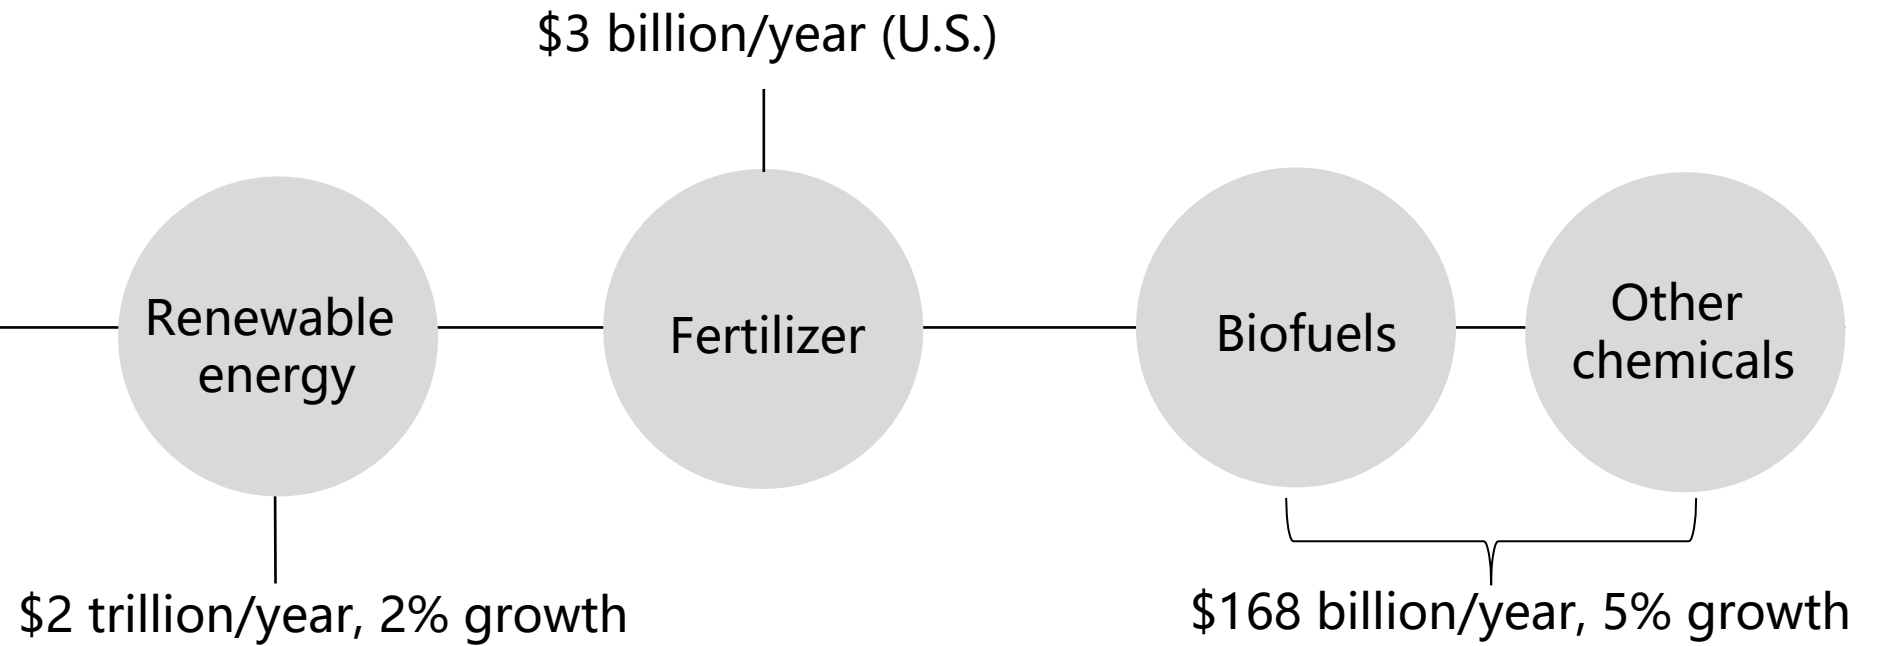 $3 billion/year (U.S.)
Renewable
energy
Fertilizer
Biofuels
Other
chemicals
$2 trillion/year, 2% growth
$168 billion/year, 5% growth